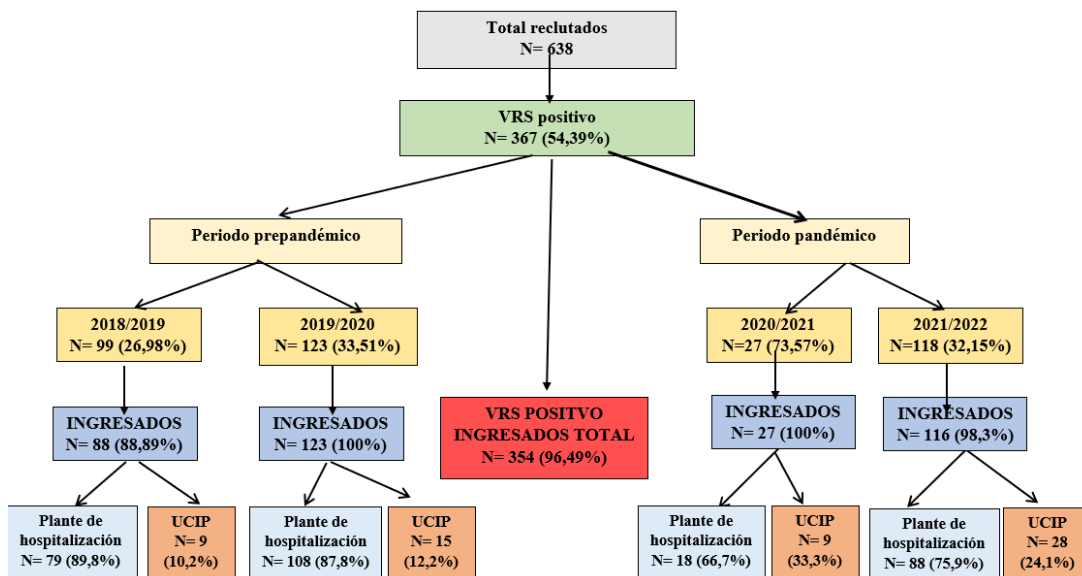 Total reclutados
N= 638
VRS positivo
N= 367 (54,39%)
Periodo prepandémico
Periodo pandémico
2018/2019
N= 99 (26,98%)
2019/2020
N= 123 (33,51%)
2020/2021
N=27 (73,57%)
2021/2022
N=118 (32,15%)
INGRESADOS
N= 88 (88,89%)
INGRESADOS
N= 123 (100%)
VRS POSITVO
INGRESADOS TOTAL
N= 354 (96,49%)
INGRESADOS
N= 27 (100%)
INGRESADOS
N= 116 (98,3%)
Plante de
hospitalización
N= 79 (89,8%)
UCIP
N= 9
(10,2%)
Plante de
hospitalización
N= 108 (87,8%)
UCIP
N= 15
(12,2%)
Plante de
hospitalización
N= 18 (66,7%)
UCIP
N= 9
(33,3%)
Plante de
hospitalización
N= 88 (75,9%)
UCIP
N= 28
(24,1%)